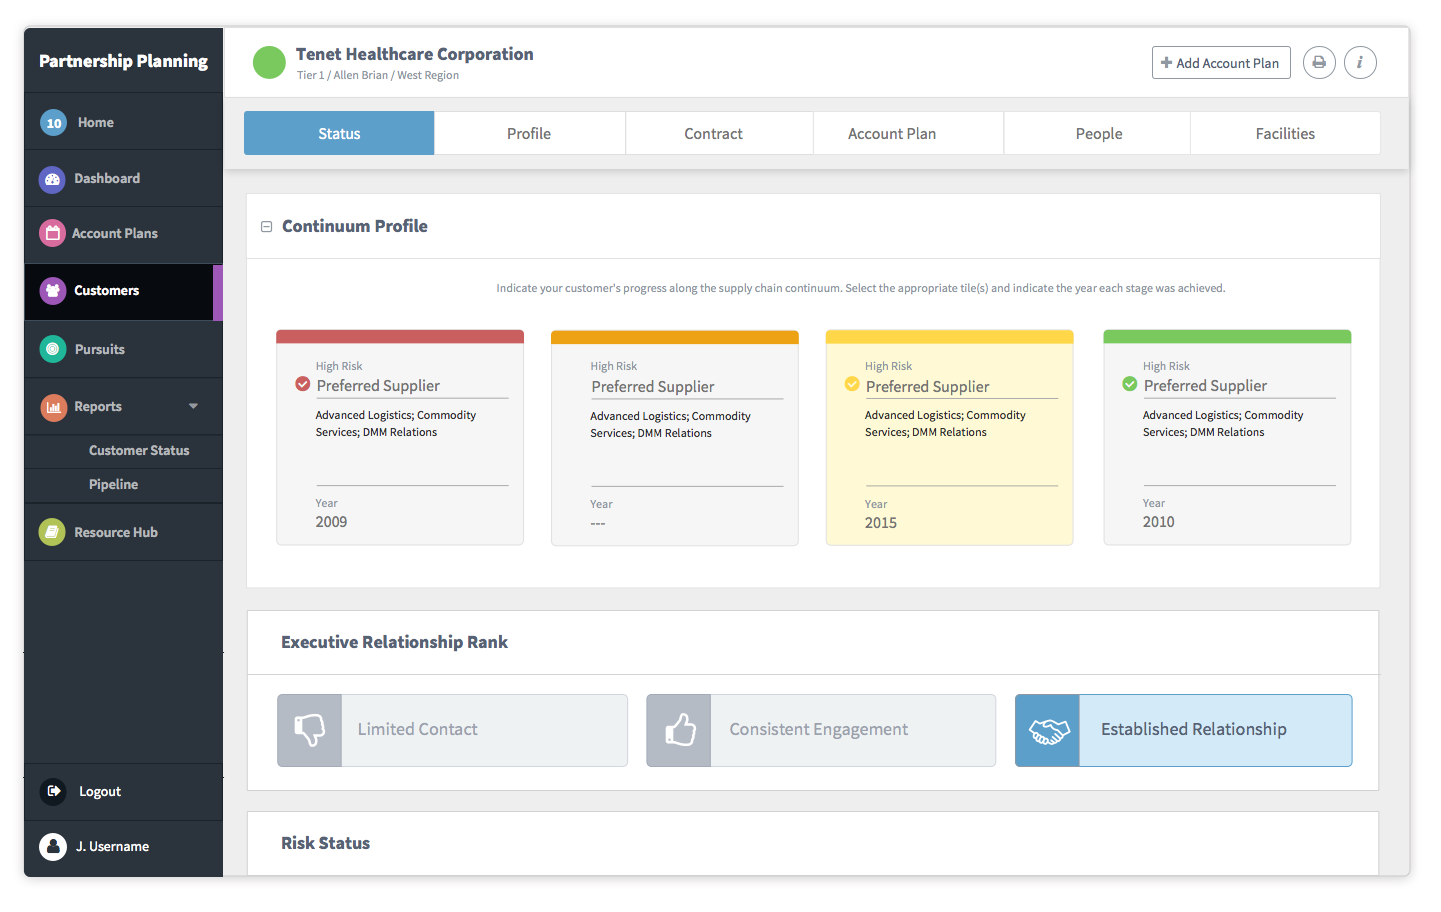 Partnership Planning
10 Home
Dashboard
Account Plans
Customers
Pursuits
Reports
Customer Status
Pipeline
Resource Hub
Logout
J. Username
Tenet Healthcare Corporation
Tier 1 / Allen Brian / West Region
+ Add Account Plan
i
Status
Profile
Contract
Account Plan
People
Facilities
Continuum Profile
Indicate your customer's progress along the supply chain continuum. Select the appropriate tile(s) and indicate the year each stage was achieved.
High Risk
Preferred Supplier
Advanced Logistics; Commodity
Services; DMM Relations
Year
2009
High Risk
Preferred Supplier
Advanced Logistics; Commodity
Services; DMM Relations
Year
---
High Risk
Preferred Supplier
Advanced Logistics; Commodity
Services; DMM Relations
Year
2015
High Risk
Preferred Supplier
Advanced Logistics; Commodity
Services; DMM Relations
Year
2010
Executive Relationship Rank
Limited Contact
Consistent Engagement
Established Relationship
Risk Status